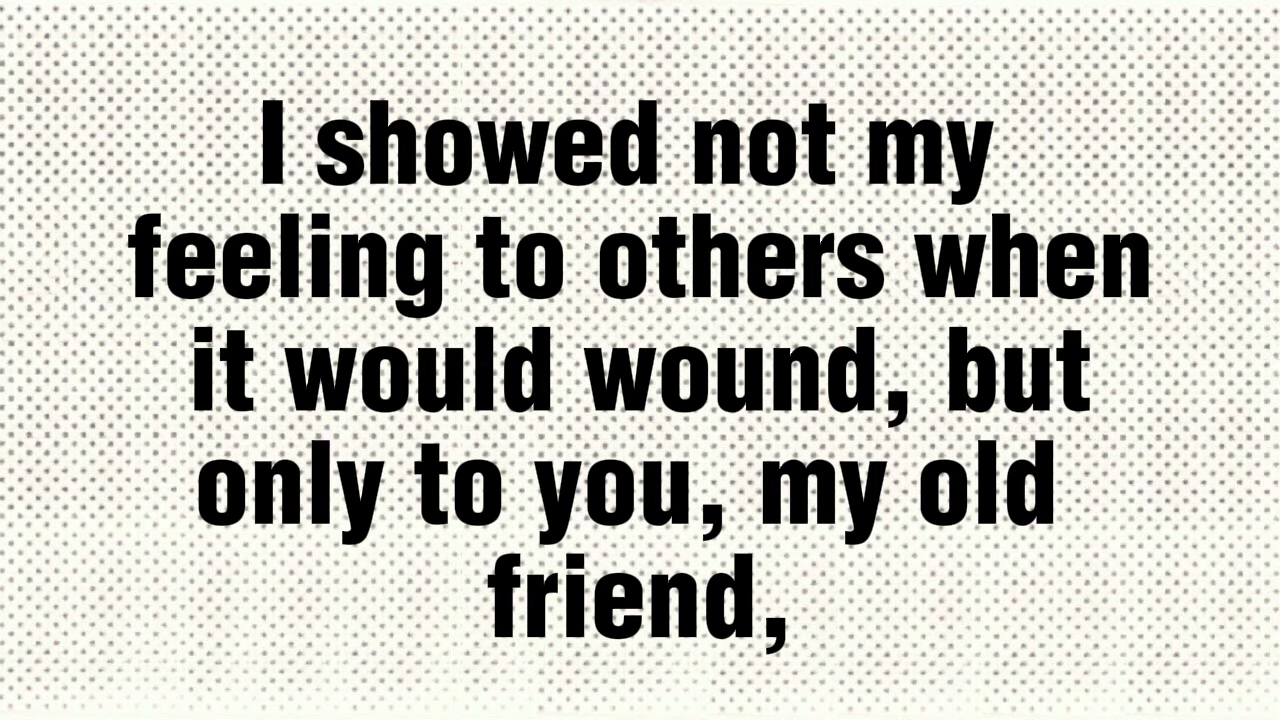 I showed not my
feeling to others when
it would wound, but
only to you, my old
friend,